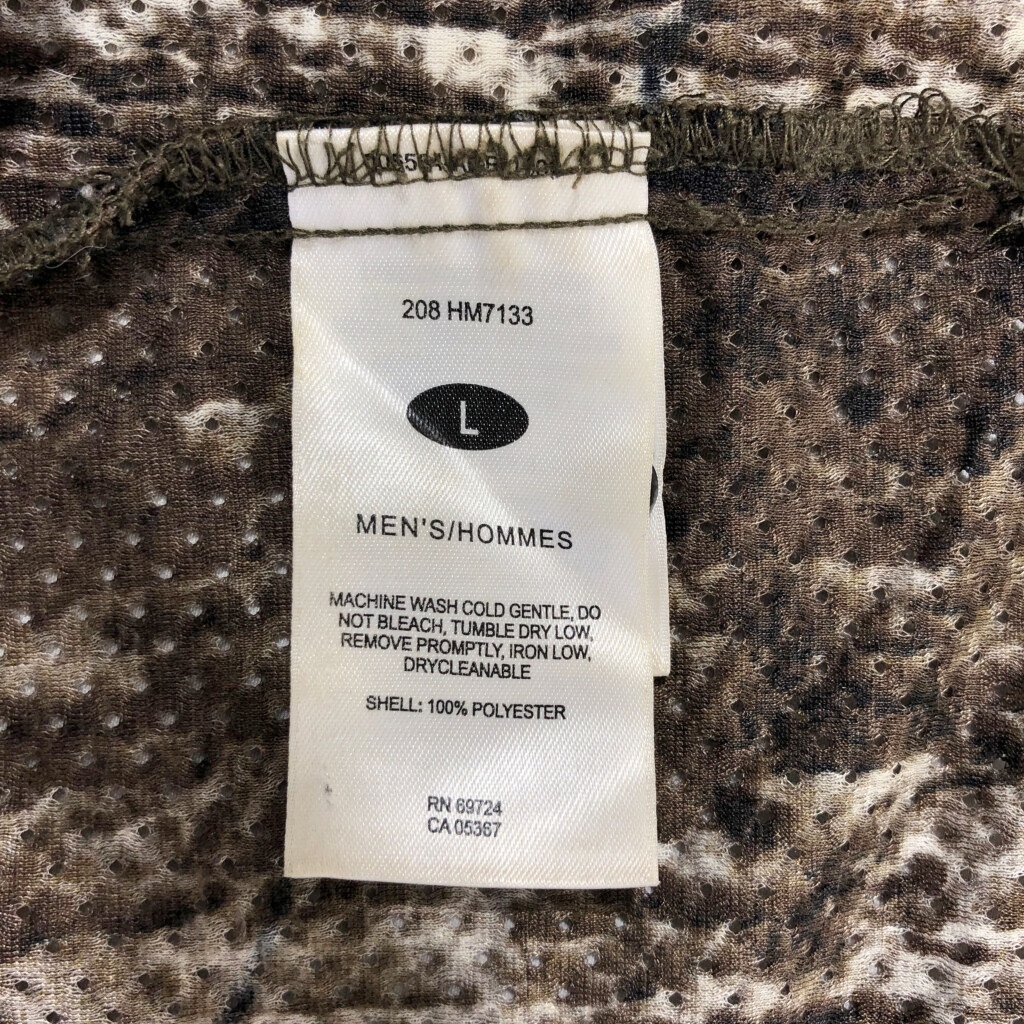 208 HM7133
L
MEN'S/HOMMES
MACHINE WASH COLD GENTLE, DO
NOT BLEACH, TUMBLE DRY LOW,
REMOVE PROMPTLY, IRON LOW,
DRYCLEANABLE
SHELL: 100% POLYESTER
RN 69724
CA 05367